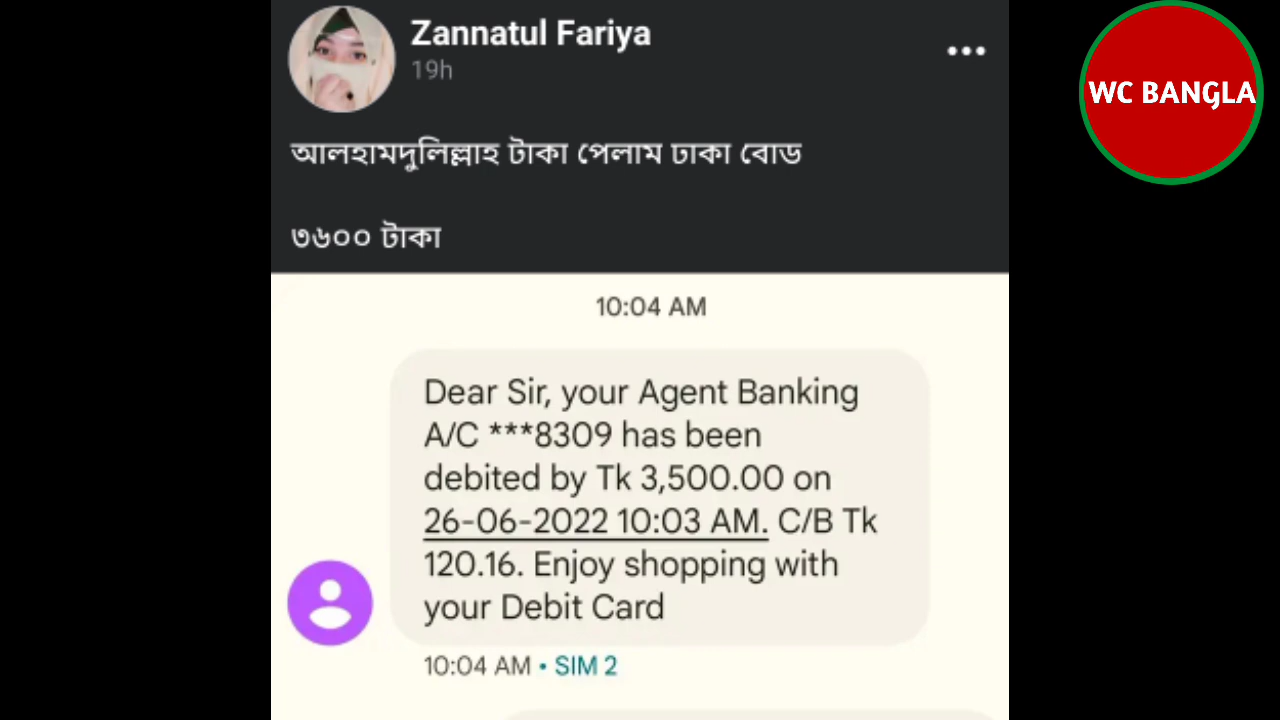 Zannatul Fariya
19h
WC BANGLA
আলহামদুলিল্লাহ টাকা পেলাম ঢাকা বোড
৩৬০০ টাকা
10:04 AM
Dear Sir, your Agent Banking
A/C ***8309 has been
debited by Tk 3,500.00 on
26-06-2022 10:03 AM. C/B Tk
120.16. Enjoy shopping with
your Debit Card
10:04 AM • SIM 2